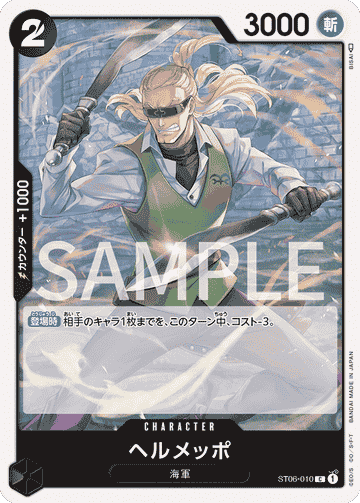 2
3000
斬
BISAI
カウンター +1000
SAMPLE
登場時 相手のキャラ1枚までを、このターン中、コスト-3。
CHARACTER
ヘルメッポ
海軍
ST06-010 C 1
©E.O/S ©E.O./S・F・T BANDAI MADE IN JAPAN